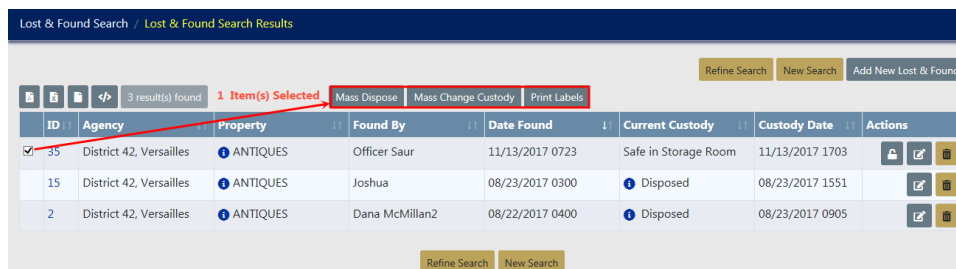 Lost & Found Search / Lost & Found Search Results
Refine Search New Search Add New Lost & Found
3 result(s) found 1 Item(s) Selected Mass Dispose Mass Change Custody Print Labels
ID Agency Property Found By Date Found Current Custody Custody Date Actions
35 District 42, Versailles ANTIQUES Officer Saur 11/13/2017 0723 Safe in Storage Room 11/13/2017 1703
15 District 42, Versailles ANTIQUES Joshua 08/23/2017 0300 Disposed 08/23/2017 1551
2 District 42, Versailles ANTIQUES Dana McMillan2 08/22/2017 0400 Disposed 08/23/2017 0905
Refine Search New Search